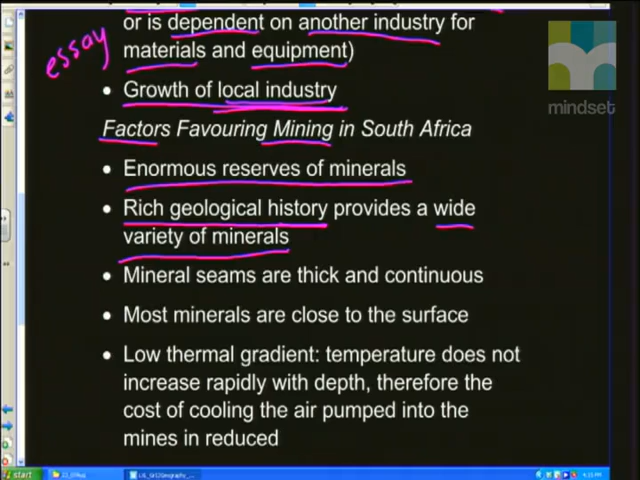 or is dependent on another industry for
essay
materials and equipment)
• Growth of local industry
Factors Favouring Mining in South Africa
• Enormous reserves of minerals
• Rich geological history provides a wide
variety of minerals
• Mineral seams are thick and continuous
• Most minerals are close to the surface
• Low thermal gradient: temperature does not
increase rapidly with depth, therefore the
cost of cooling the air pumped into the
mines in reduced
mindset
start